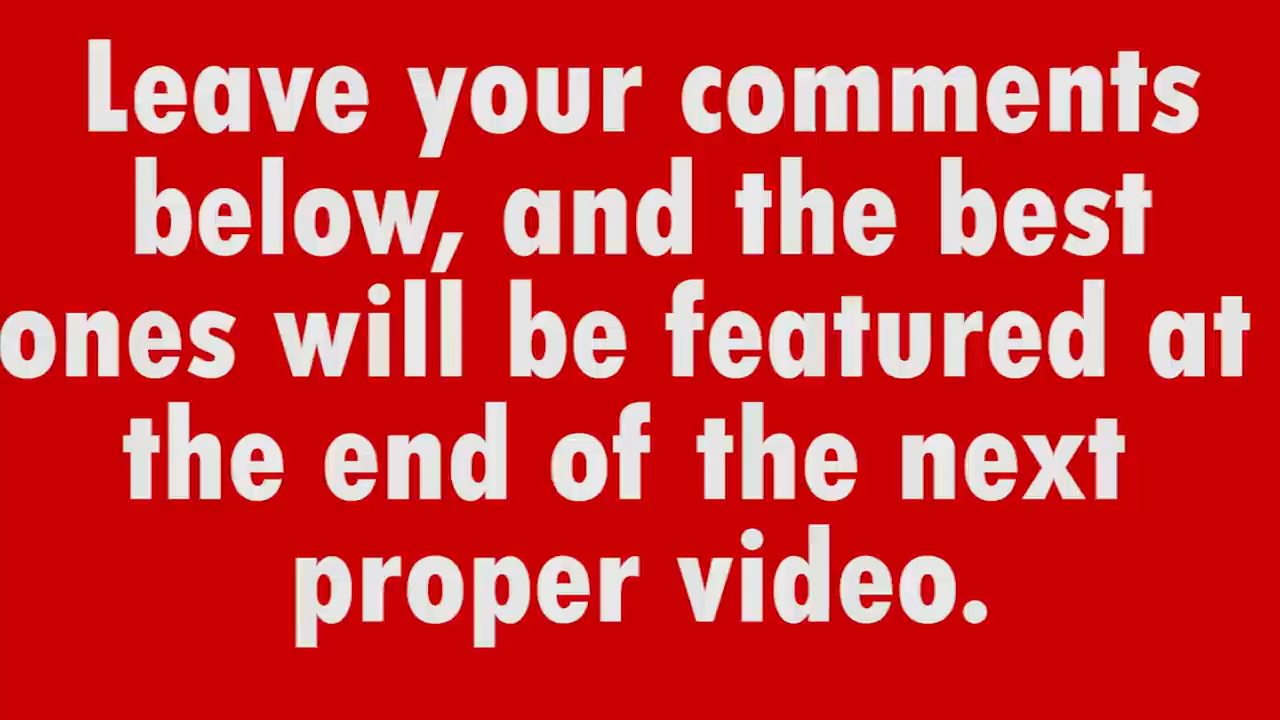 Leave your comments
below, and the best
ones will be featured at
the end of the next
proper video.